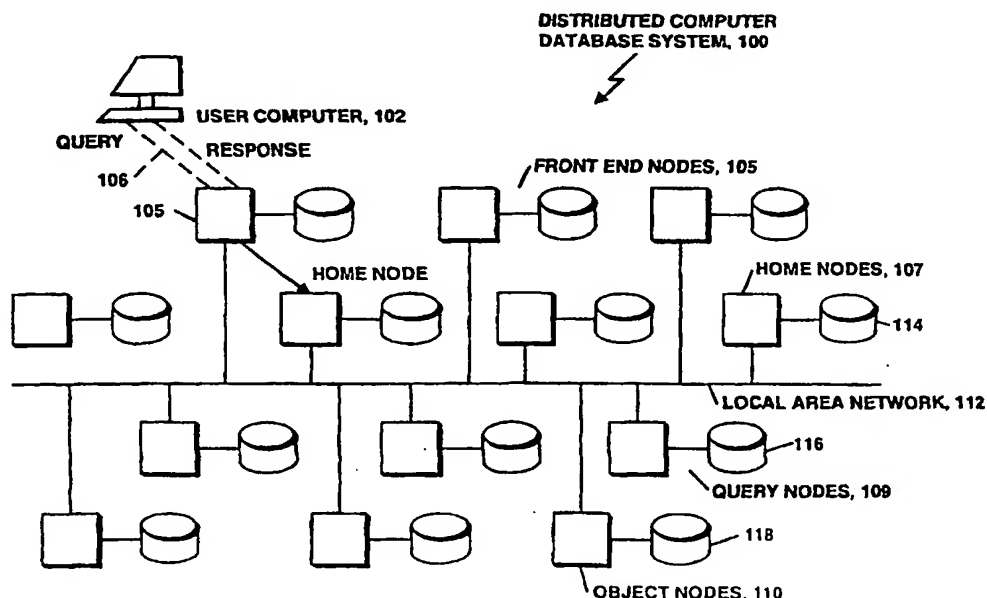 DISTRIBUTED COMPUTER
DATABASE SYSTEM, 100
USER COMPUTER, 102
QUERY
RESPONSE
106
FRONT END NODES, 105
105
HOME NODE
HOME NODES, 107
114
LOCAL AREA NETWORK, 112
116
QUERY NODES, 109
118
OBJECT NODES, 110